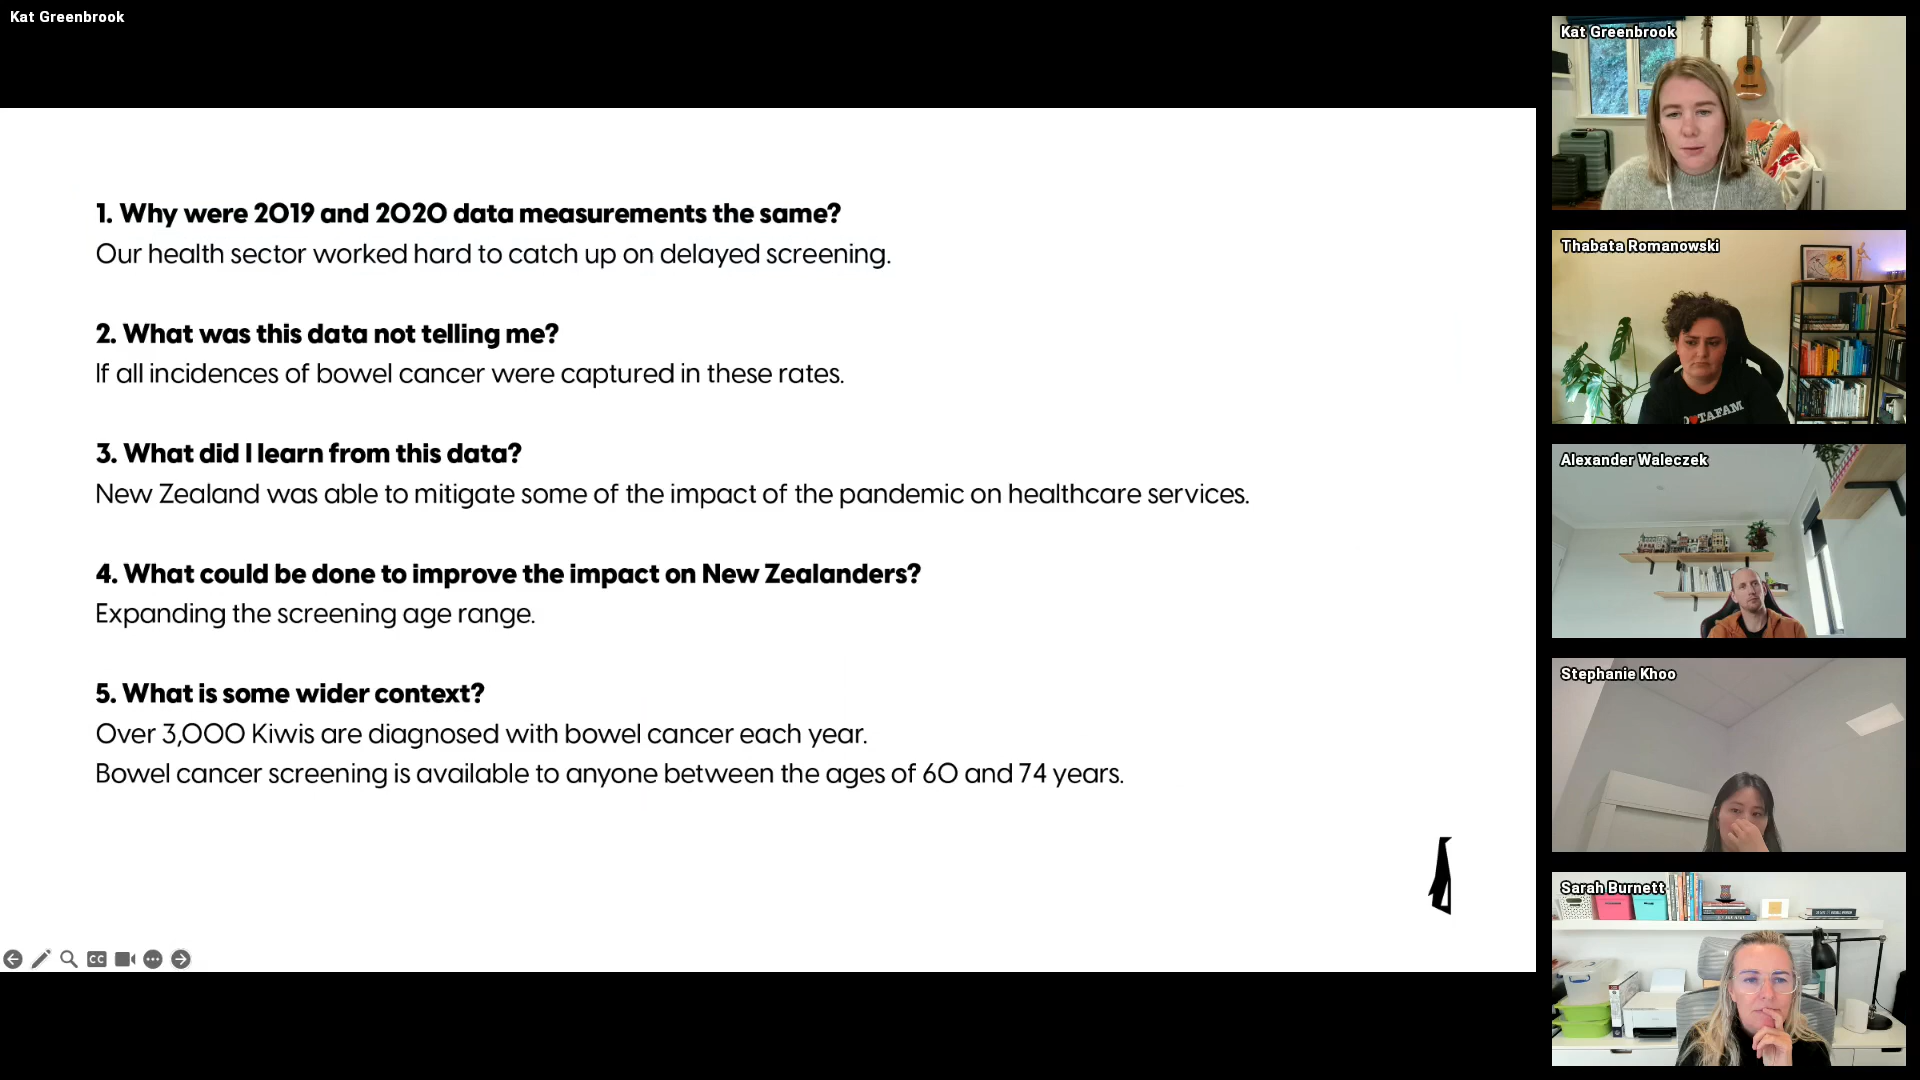 Kat Greenbrook
1. Why were 2019 and 2020 data measurements the same?
Our health sector worked hard to catch up on delayed screening.
2. What was this data not telling me?
If all incidences of bowel cancer were captured in these rates.
3. What did I learn from this data?
New Zealand was able to mitigate some of the impact of the pandemic on healthcare services.
4. What could be done to improve the impact on New Zealanders?
Expanding the screening age range.
5. What is some wider context?
Over 3,000 Kiwis are diagnosed with bowel cancer each year.
Bowel cancer screening is available to anyone between the ages of 60 and 74 years.
CC
Kat Greenbrook
Thabata Romanowski
TAFAM
Alexander Waleczek
Stephanie Khoo
Sarah Burnett